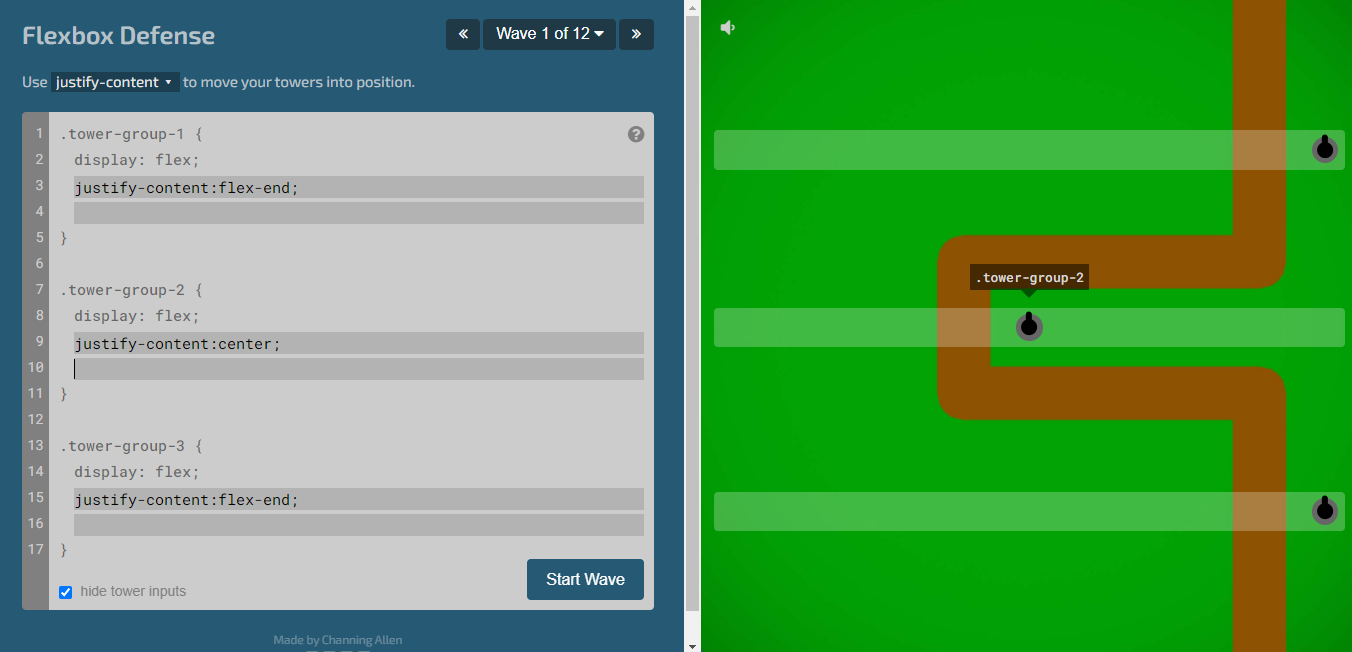 Flexbox Defense
« Wave 1 of 12 »
Use justify-content to move your towers into position.
1 .tower-group-1 { ?
2 display: flex;
3 justify-content:flex-end;
4
5 }
6
7 .tower-group-2 {
8 display: flex;
9 justify-content:center;
10
11 }
12
13 .tower-group-3 {
14 display: flex;
15 justify-content:flex-end;
16
17 }
hide tower inputs
Start Wave
Made by Channing Allen
.tower-group-2